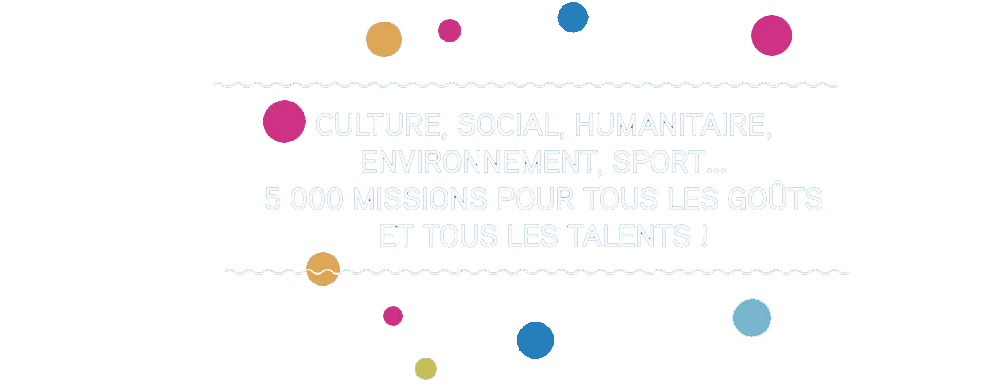 CULTURE, SOCIAL, HUMANITAIRE,
ENVIRONNEMENT, SPORT...
5 000 MISSIONS POUR TOUS LES GOÛTS
ET TOUS LES TALENTS !